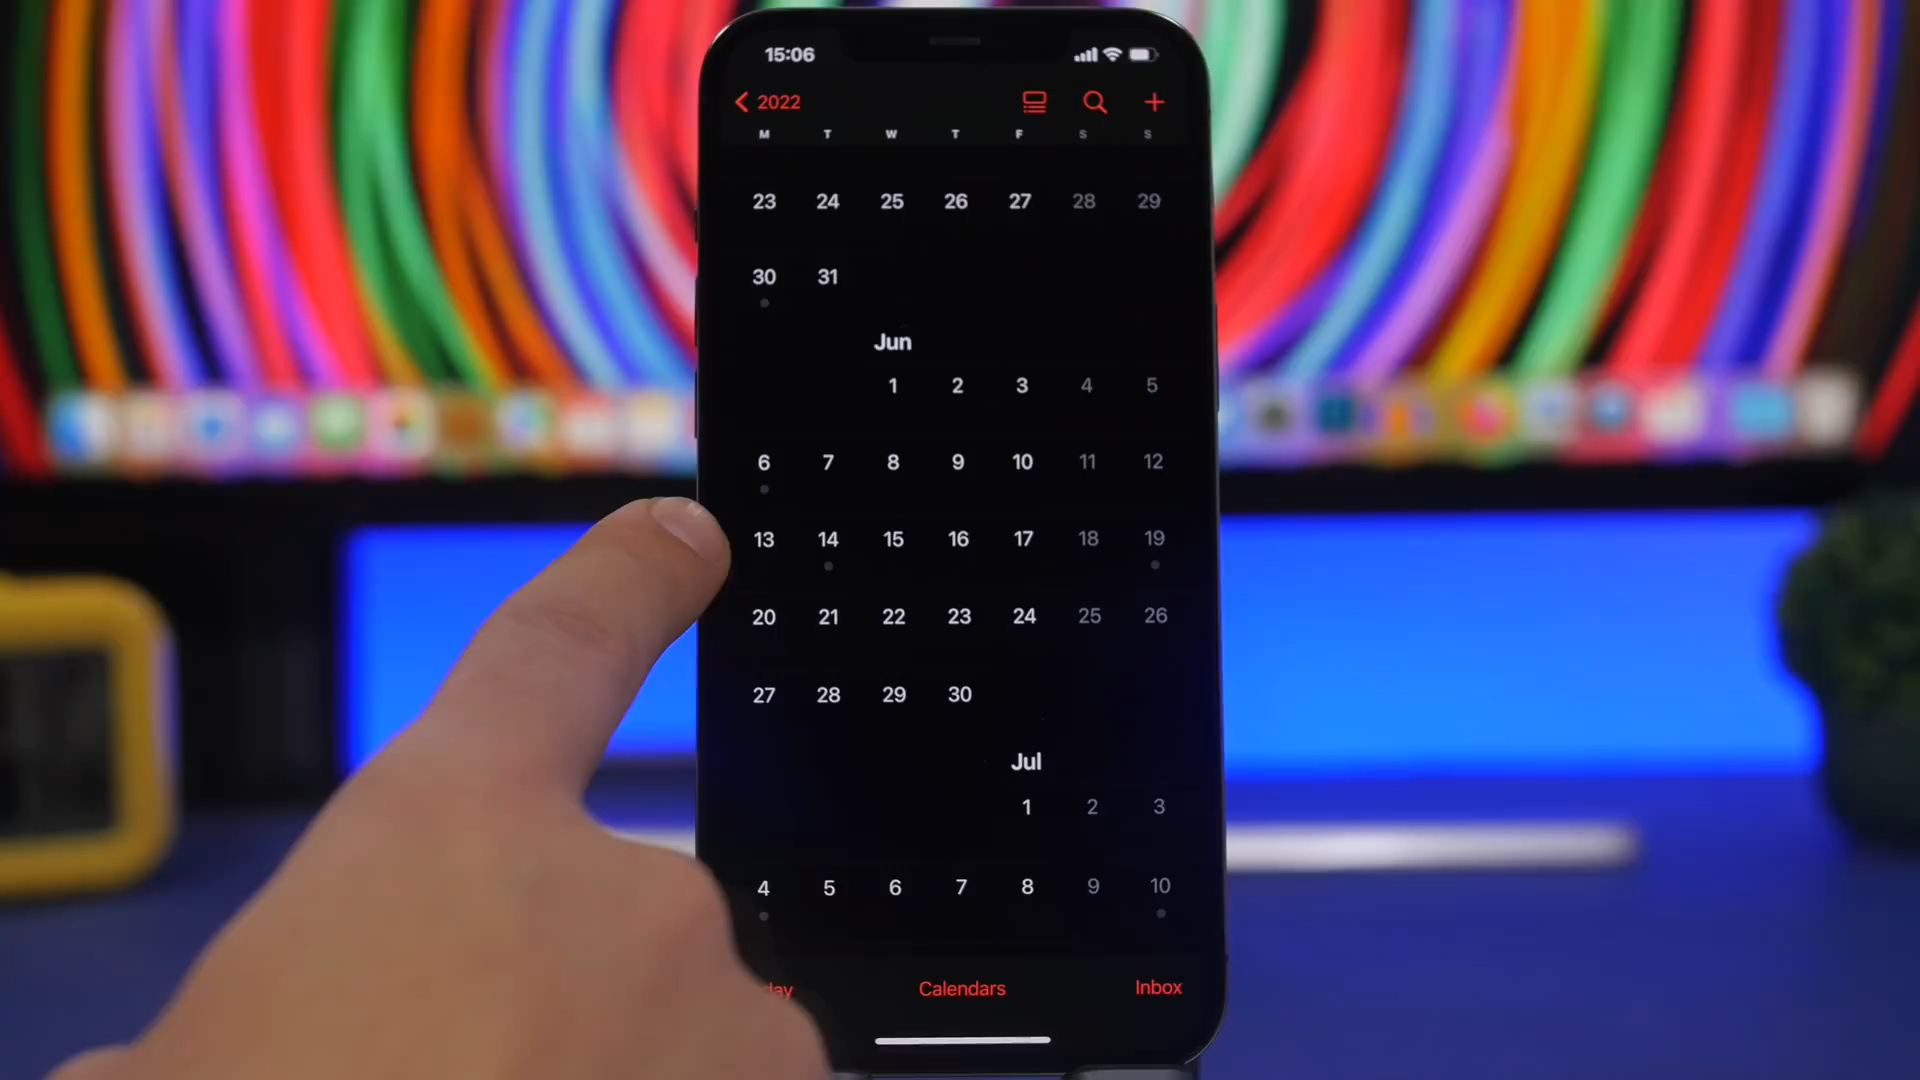 15:06
2022
M T W T F S S
23 24 25 26 27 28 29
30 31
Jun
1 2 3 4 5
6 7 8 9 10 11 12
13 14 15 16 17 18 19
20 21 22 23 24 25 26
27 28 29 30
Jul
1 2 3
4 5 6 7 8 9 10
day Calendars Inbox